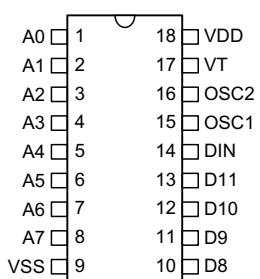 A0 1 18 VDD
A1 2 17 VT
A2 3 16 OSC2
A3 4 15 OSC1
A4 5 14 DIN
A5 6 13 D11
A6 7 12 D10
A7 8 11 D9
VSS 9 10 D8